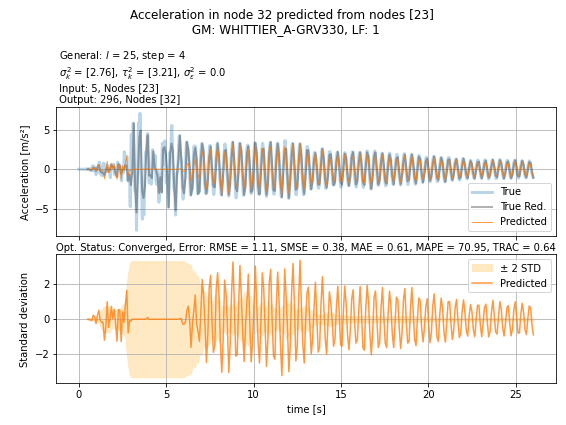 Acceleration in node 32 predicted from nodes [23]
GM: WHITTIER_A-GRV330, LF: 1
General: l = 25, step = 4
σ²ₖ = [2.76], τ²ₖ = [3.21], σ²ₑ = 0.0
Input: 5, Nodes [23]
Output: 296, Nodes [32]
Acceleration [m/s²]
5
0
−5
True
True Red.
Predicted
Opt. Status: Converged, Error: RMSE = 1.11, SMSE = 0.38, MAE = 0.61, MAPE = 70.95, TRAC = 0.64
Standard deviation
2
0
−2
± 2 STD
Predicted
0 5 10 15 20 25
time [s]